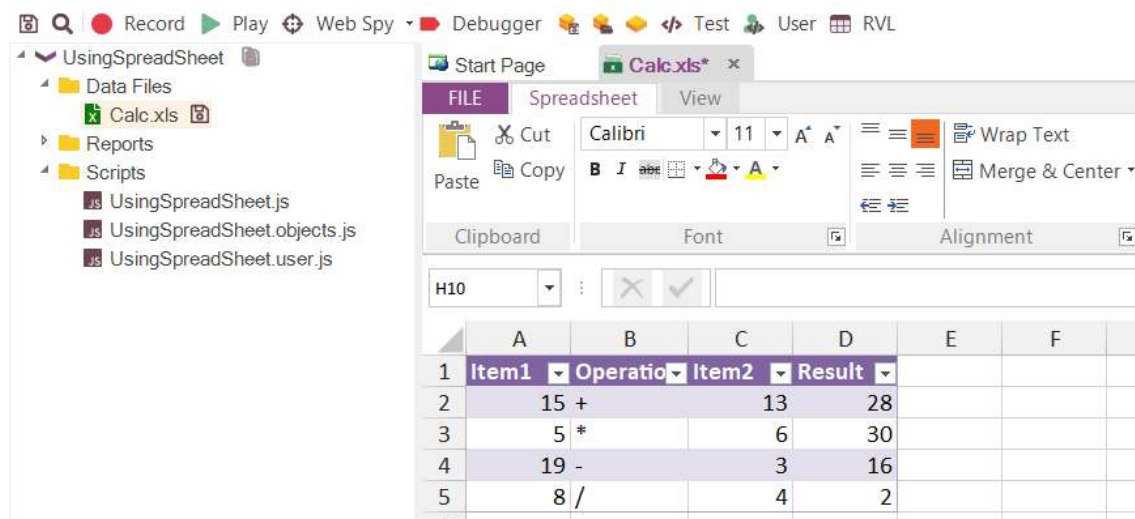 Record Play Web Spy Debugger Test User RVL
UsingSpreadSheet
Data Files
Calc.xls
Reports
Scripts
UsingSpreadSheet.js
UsingSpreadSheet.objects.js
UsingSpreadSheet.user.js
Start Page Calc.xls* ×
FILE Spreadsheet View
Cut Calibri 11 A A Wrap Text
Paste Copy B I abc A Merge & Center
Clipboard Font Alignment
H10
A B C D E F
1 Item1 Operatio Item2 Result
2 15 + 13 28
3 5 * 6 30
4 19 - 3 16
5 8 / 4 2